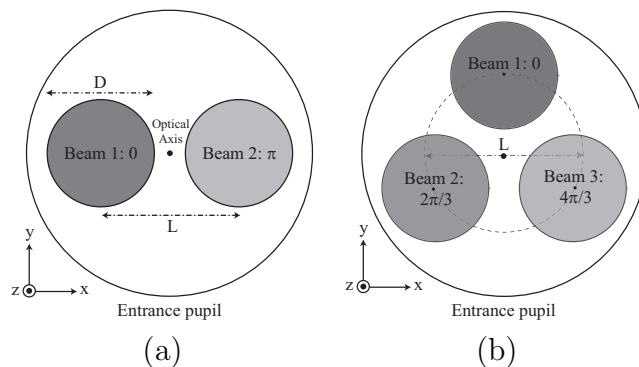 D
Optical
Axis
Beam 1: 0
Beam 2: π
L
y
z
x
Entrance pupil
(a)
Beam 1: 0
L
Beam 2:
2π/3
Beam 3:
4π/3
y
z
x
Entrance pupil
(b)